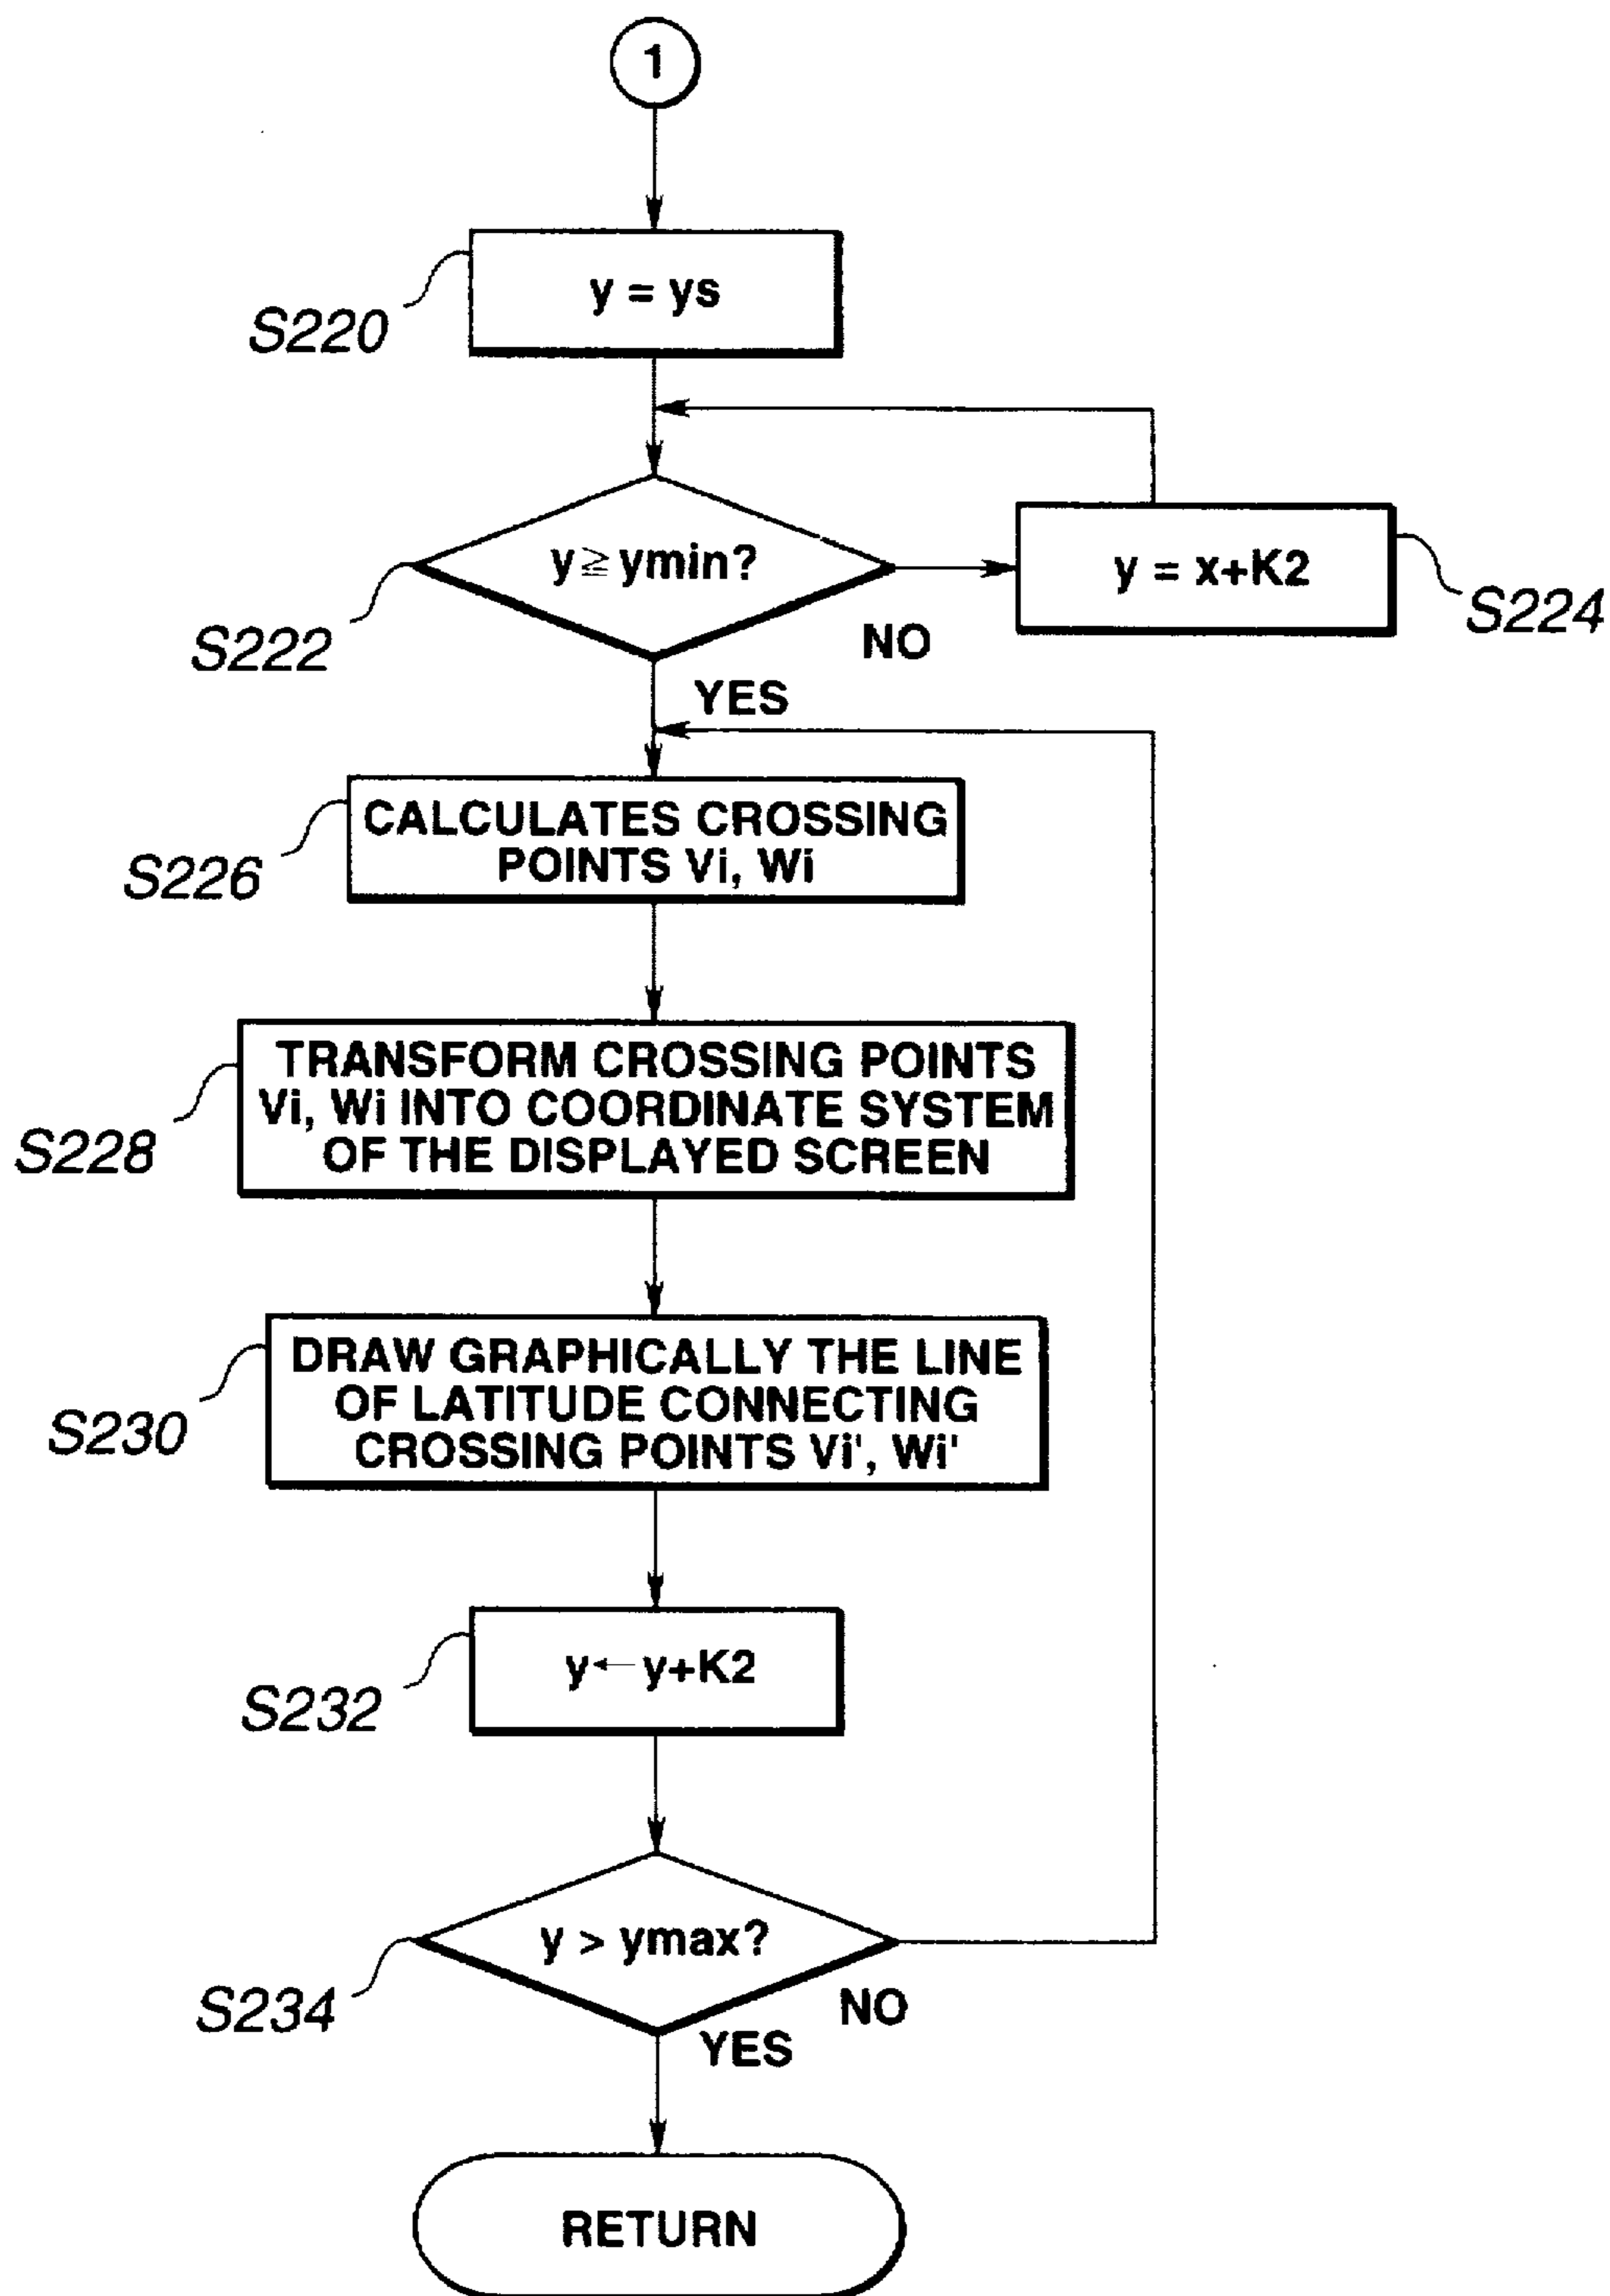 1
y = ys
S220
y ≧ ymin?
S222
NO
y = x+K2
S224
YES
CALCULATES CROSSING
POINTS Vi, Wi
S226
TRANSFORM CROSSING POINTS
Vi, Wi INTO COORDINATE SYSTEM
OF THE DISPLAYED SCREEN
S228
DRAW GRAPHICALLY THE LINE
OF LATITUDE CONNECTING
CROSSING POINTS Vi', Wi'
S230
y ← y+K2
S232
y > ymax?
S234
NO
YES
RETURN